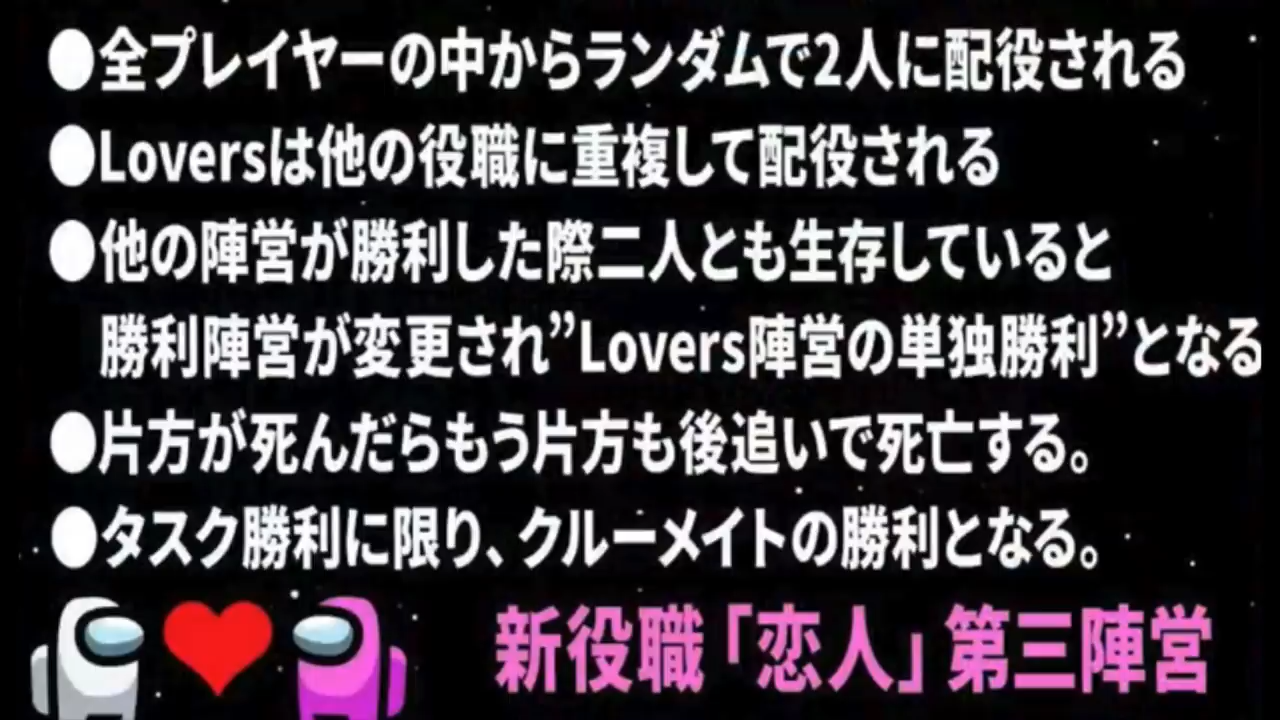 ●全プレイヤーの中からランダムで2人に配役される
●Loversは他の役職に重複して配役される
●他の陣営が勝利した際二人とも生存していると
勝利陣営が変更され”Lovers陣営の単独勝利”となる
●片方が死んだらもう片方も後追いで死亡する。
●タスク勝利に限り、クルーメイトの勝利となる。
新役職「恋人」第三陣営